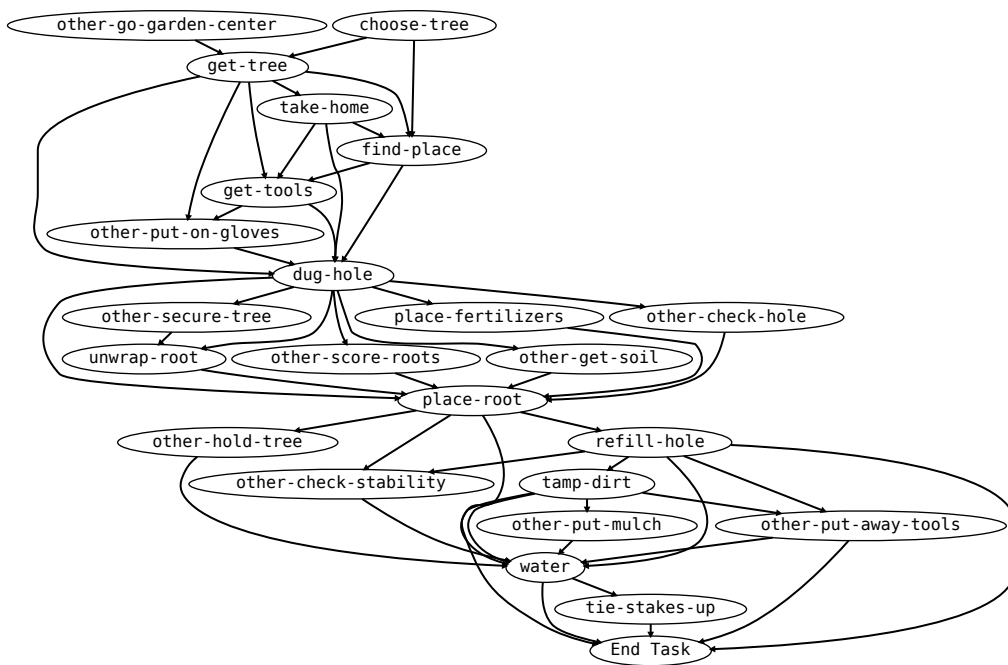 other-go-garden-center
choose-tree
get-tree
take-home
find-place
get-tools
other-put-on-gloves
dug-hole
other-secure-tree
place-fertilizers
other-check-hole
unwrap-root
other-score-roots
other-get-soil
place-root
other-hold-tree
refill-hole
other-check-stability
tamp-dirt
other-put-mulch
other-put-away-tools
water
tie-stakes-up
End Task